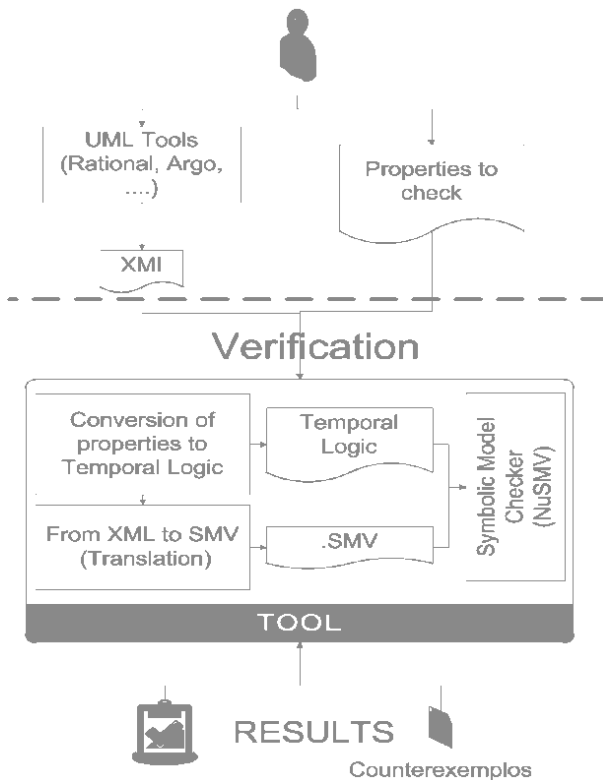 UML Tools
(Rational, Argo,
....)
Properties to
check
XMI
Verification
Conversion of
properties to
Temporal Logic
Temporal
Logic
Symbolic Model
Checker
(NuSMV)
From XML to SMV
(Translation)
.SMV
TOOL
RESULTS
Counterexemplos